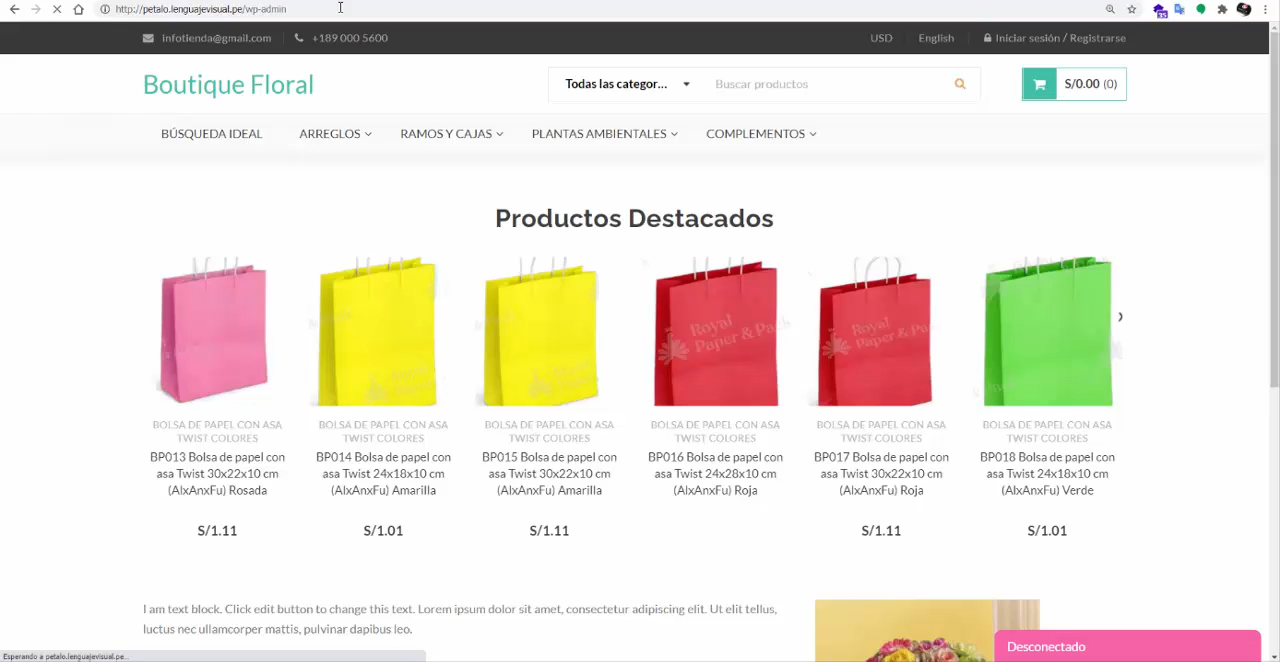 http://petalo.lenguajevisual.pe/wp-admin
35
infotienda@gmail.com
+189 000 5600
USD
English
Iniciar sesión / Registrarse
Boutique Floral
Todas las categor...
Buscar productos
S/0.00 (0)
BÚSQUEDA IDEAL
ARREGLOS
RAMOS Y CAJAS
PLANTAS AMBIENTALES
COMPLEMENTOS
Productos Destacados
Royal
Paper & Pack
Royal
Paper & Pack
BOLSA DE PAPEL CON ASA
TWIST COLORES
BP013 Bolsa de papel con
asa Twist 30x22x10 cm
(AlxAnxFu) Rosada
S/1.11
BOLSA DE PAPEL CON ASA
TWIST COLORES
BP014 Bolsa de papel con
asa Twist 24x18x10 cm
(AlxAnxFu) Amarilla
S/1.01
BOLSA DE PAPEL CON ASA
TWIST COLORES
BP015 Bolsa de papel con
asa Twist 30x22x10 cm
(AlxAnxFu) Amarilla
S/1.11
BOLSA DE PAPEL CON ASA
TWIST COLORES
BP016 Bolsa de papel con
asa Twist 24x28x10 cm
(AlxAnxFu) Roja
BOLSA DE PAPEL CON ASA
TWIST COLORES
BP017 Bolsa de papel con
asa Twist 30x22x10 cm
(AlxAnxFu) Roja
S/1.11
BOLSA DE PAPEL CON ASA
TWIST COLORES
BP018 Bolsa de papel con
asa Twist 24x18x10 cm
(AlxAnxFu) Verde
S/1.01
I am text block. Click edit button to change this text. Lorem ipsum dolor sit amet, consectetur adipiscing elit. Ut elit tellus,
luctus nec ullamcorper mattis, pulvinar dapibus leo.
Desconectado
Esperando a petalo.lenguajevisual.pe...